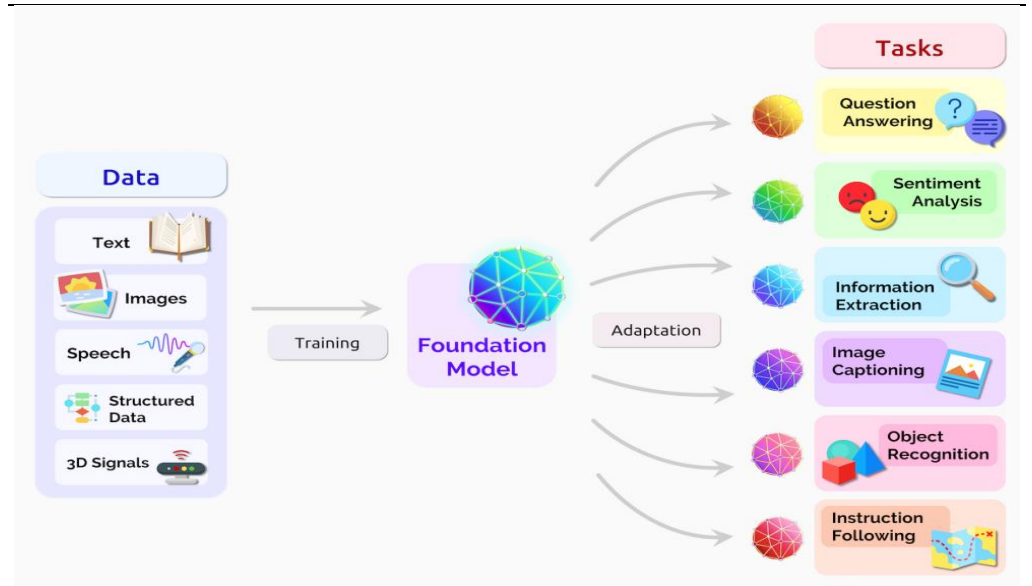 Data
Text
Images
Speech
Structured
Data
3D Signals
Training
Foundation
Model
Adaptation
Tasks
Question
Answering
?
Sentiment
Analysis
Information
Extraction
Image
Captioning
Object
Recognition
Instruction
Following